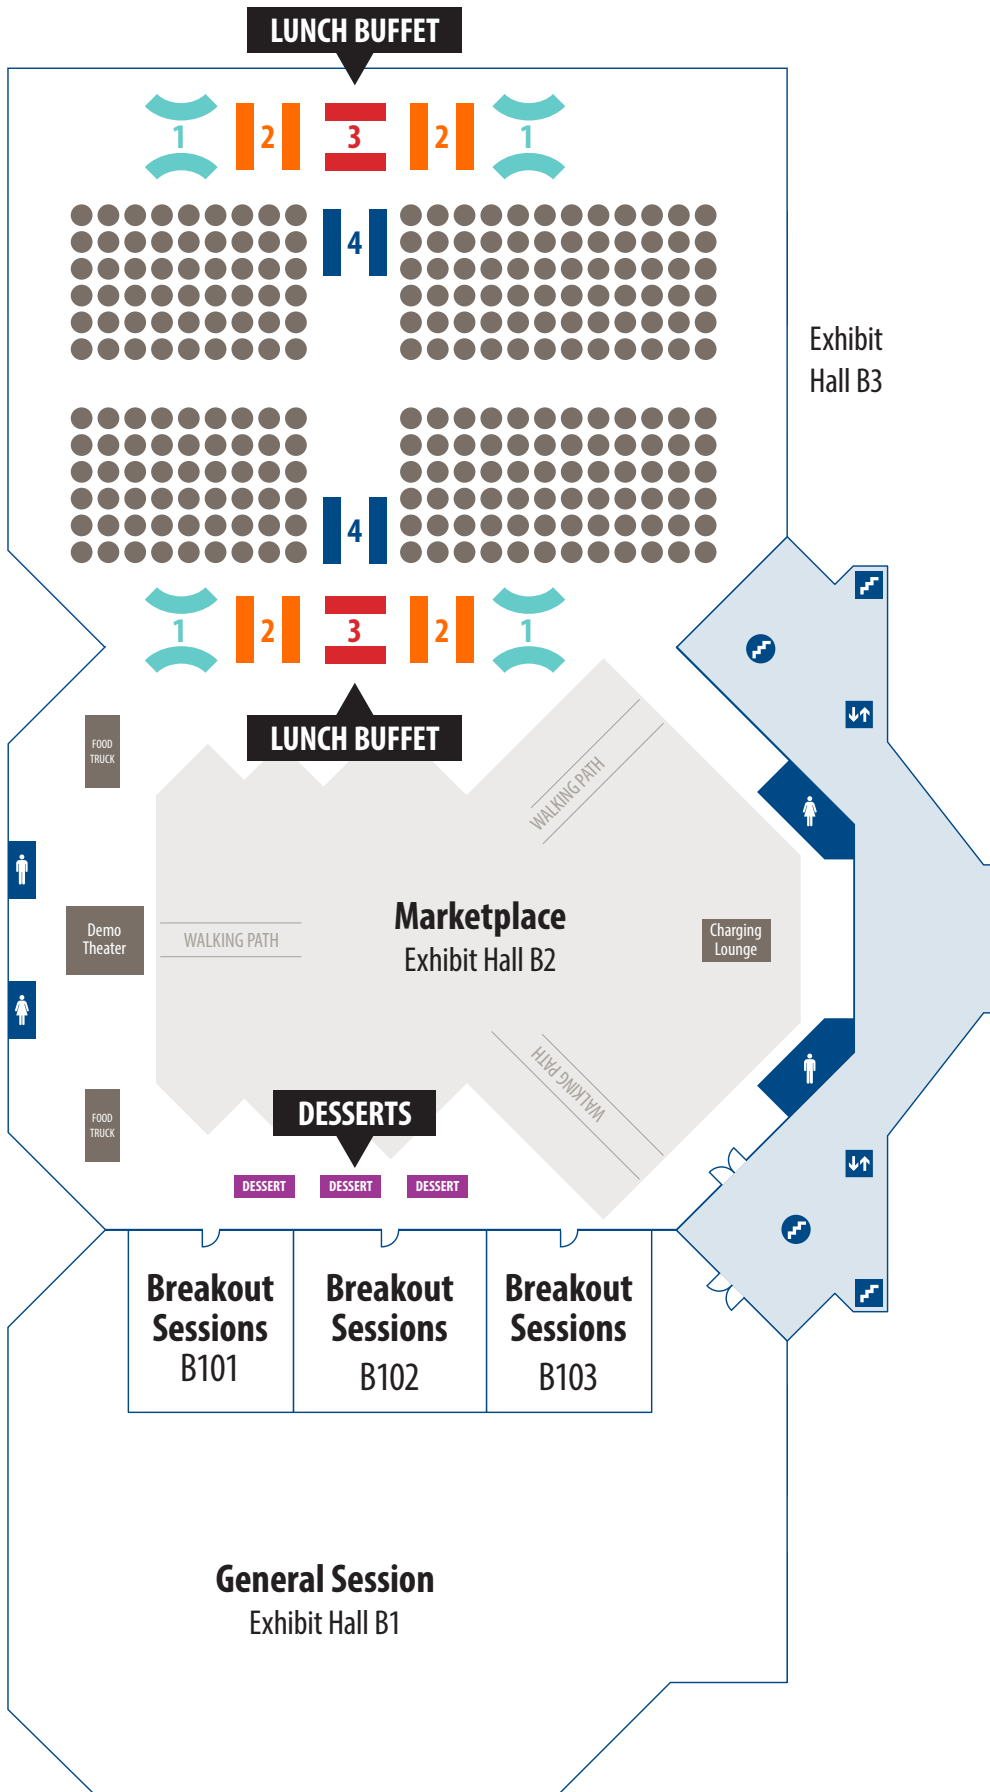 LUNCH BUFFET
1
2
3
2
1
4
Exhibit
Hall B3
4
1
2
3
2
1
LUNCH BUFFET
FOOD
TRUCK
WALKING PATH
Marketplace
Exhibit Hall B2
Demo
Theater
WALKING PATH
Charging
Lounge
WALKING PATH
FOOD
TRUCK
DESSERTS
DESSERT
DESSERT
DESSERT
Breakout
Sessions
B101
Breakout
Sessions
B102
Breakout
Sessions
B103
General Session
Exhibit Hall B1